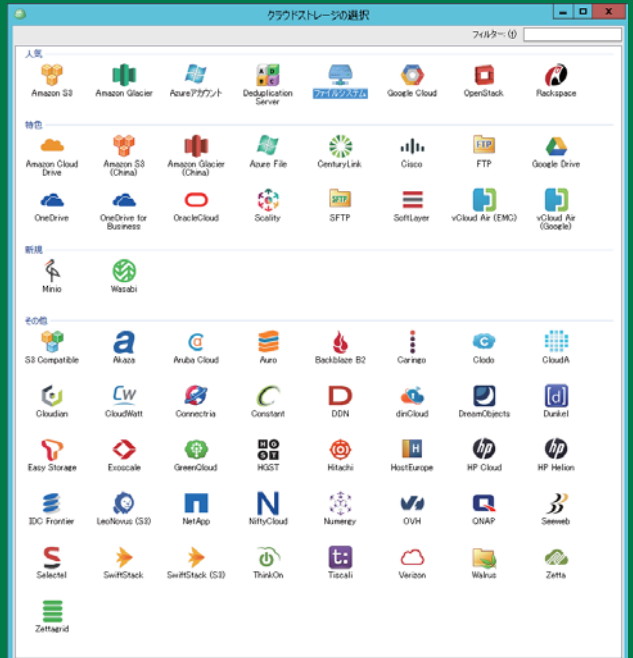 クラウドストレージの選択
フィルター: (f)
人気
Amazon S3
Amazon Glacier
Azureアカウント
Deduplication
Server
ファイルシステム
Google Cloud
OpenStack
Rackspace
特色
Amazon Cloud
Drive
Amazon S3
(China)
Amazon Glacier
(China)
Azure File
CenturyLink
Cisco
FTP
Google Drive
OneDrive
OneDrive for
Business
OracleCloud
Scality
SFTP
SoftLayer
vCloud Air (EMC)
vCloud Air
(Google)
新規
Minio
Wasabi
その他
S3 Compatible
Akaza
Aruba Cloud
Auro
Backblaze B2
Caringo
Clodo
CloudA
Cloudian
CloudWatt
Connectria
Constant
DDN
dinCloud
DreamObjects
Dunkel
Easy Storage
Exoscale
GreenQloud
HGST
Hitachi
HostEurope
HP Cloud
HP Helion
IDC Frontier
LeoNovus (S3)
NetApp
NiftyCloud
Numergy
OVH
QNAP
Seeweb
Selectel
SwiftStack
SwiftStack (S3)
ThinkOn
Tiscali
Verizon
Walrus
Zetta
Zettagrid